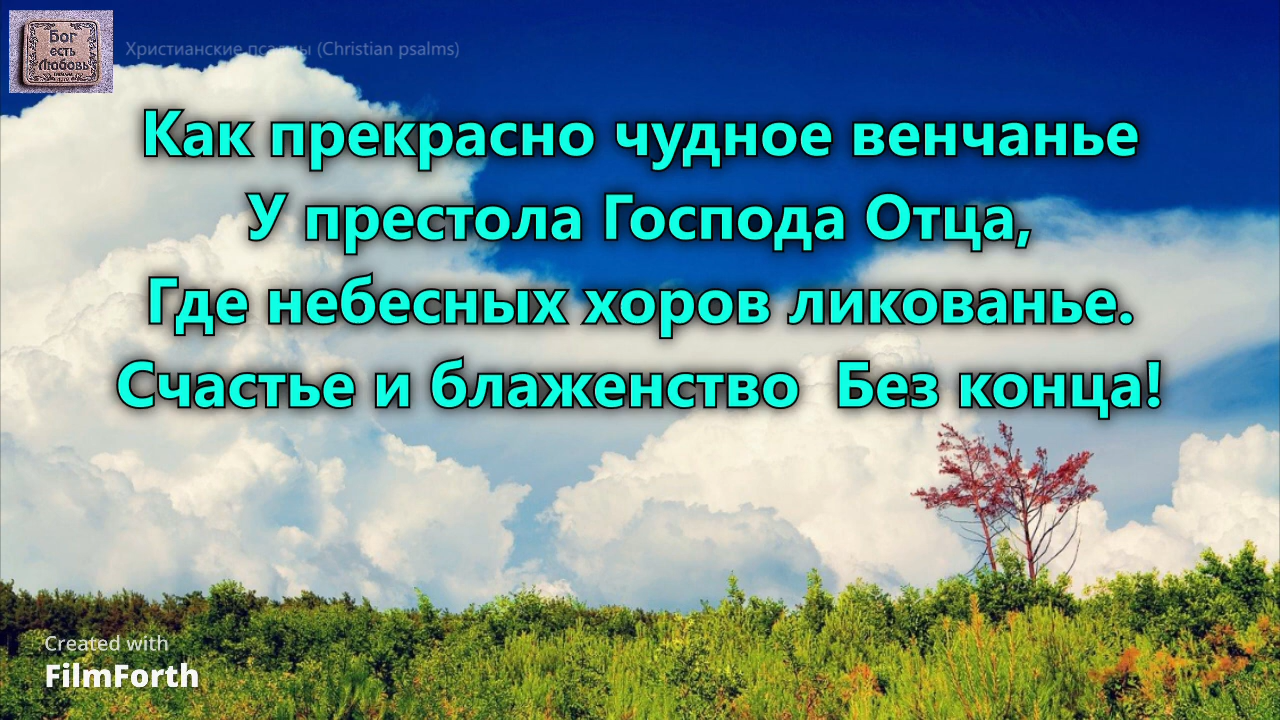 Бог
есть
Любовь
Христианские псалмы (Christian psalms)
Как прекрасно чудное венчанье
У престола Господа Отца,
Где небесных хоров ликованье.
Счастье и блаженство Без конца!
Created with
FilmForth